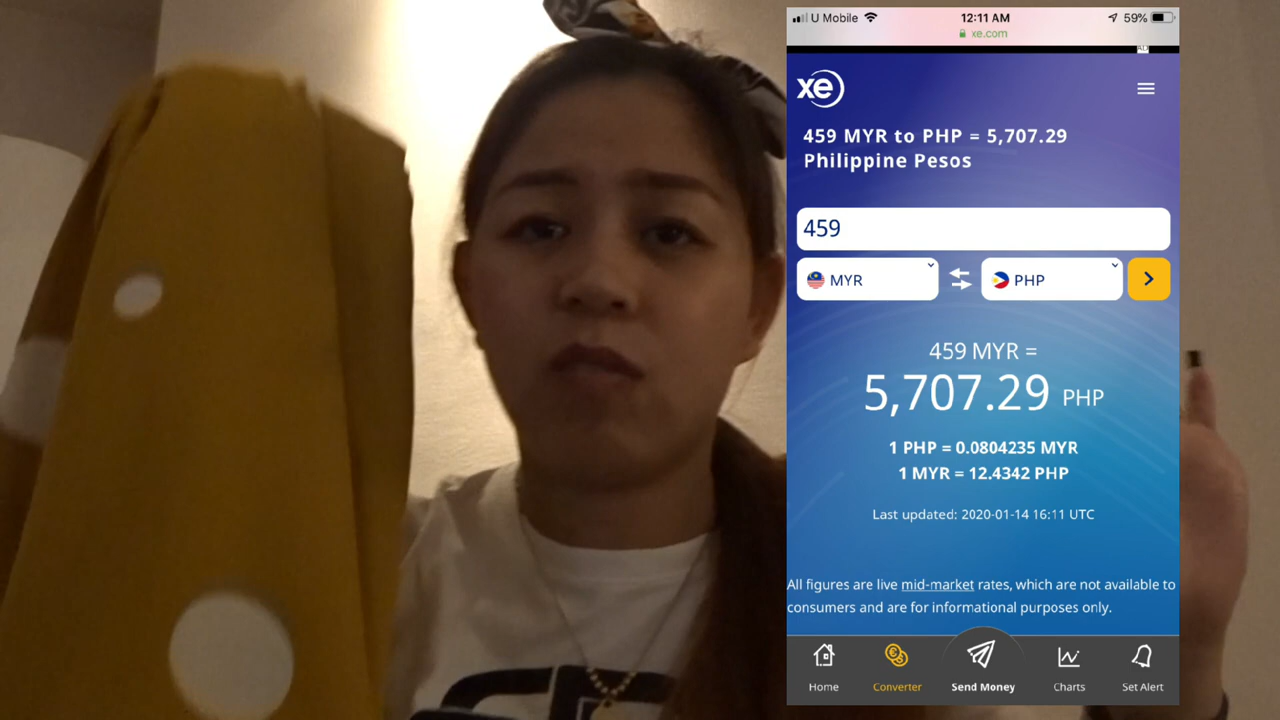 U Mobile
12:11 AM
59%
xe.com
AD
xe
459 MYR to PHP = 5,707.29
Philippine Pesos
459
MYR
PHP
459 MYR =
5,707.29 PHP
1 PHP = 0.0804235 MYR
1 MYR = 12.4342 PHP
Last updated: 2020-01-14 16:11 UTC
All figures are live mid-market rates, which are not available to
consumers and are for informational purposes only.
Home
Converter
Send Money
Charts
Set Alert